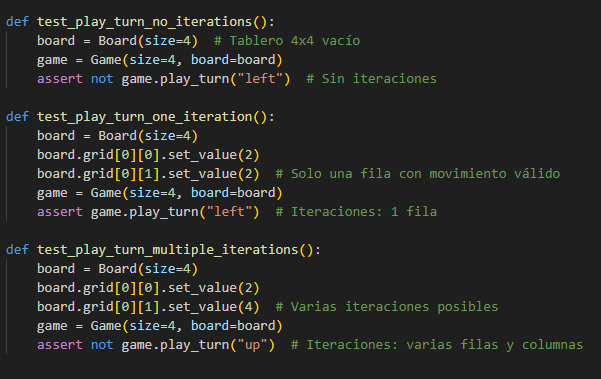 def test_play_turn_no_iterations():
    board = Board(size=4)  # Tablero 4x4 vacío
    game = Game(size=4, board=board)
    assert not game.play_turn("left")  # Sin iteraciones
def test_play_turn_one_iteration():
    board = Board(size=4)
    board.grid[0][0].set_value(2)
    board.grid[0][1].set_value(2)  # Solo una fila con movimiento válido
    game = Game(size=4, board=board)
    assert game.play_turn("left")  # Iteraciones: 1 fila
def test_play_turn_multiple_iterations():
    board = Board(size=4)
    board.grid[0][0].set_value(2)
    board.grid[0][1].set_value(4)  # Varias iteraciones posibles
    game = Game(size=4, board=board)
    assert not game.play_turn("up")  # Iteraciones: varias filas y columnas